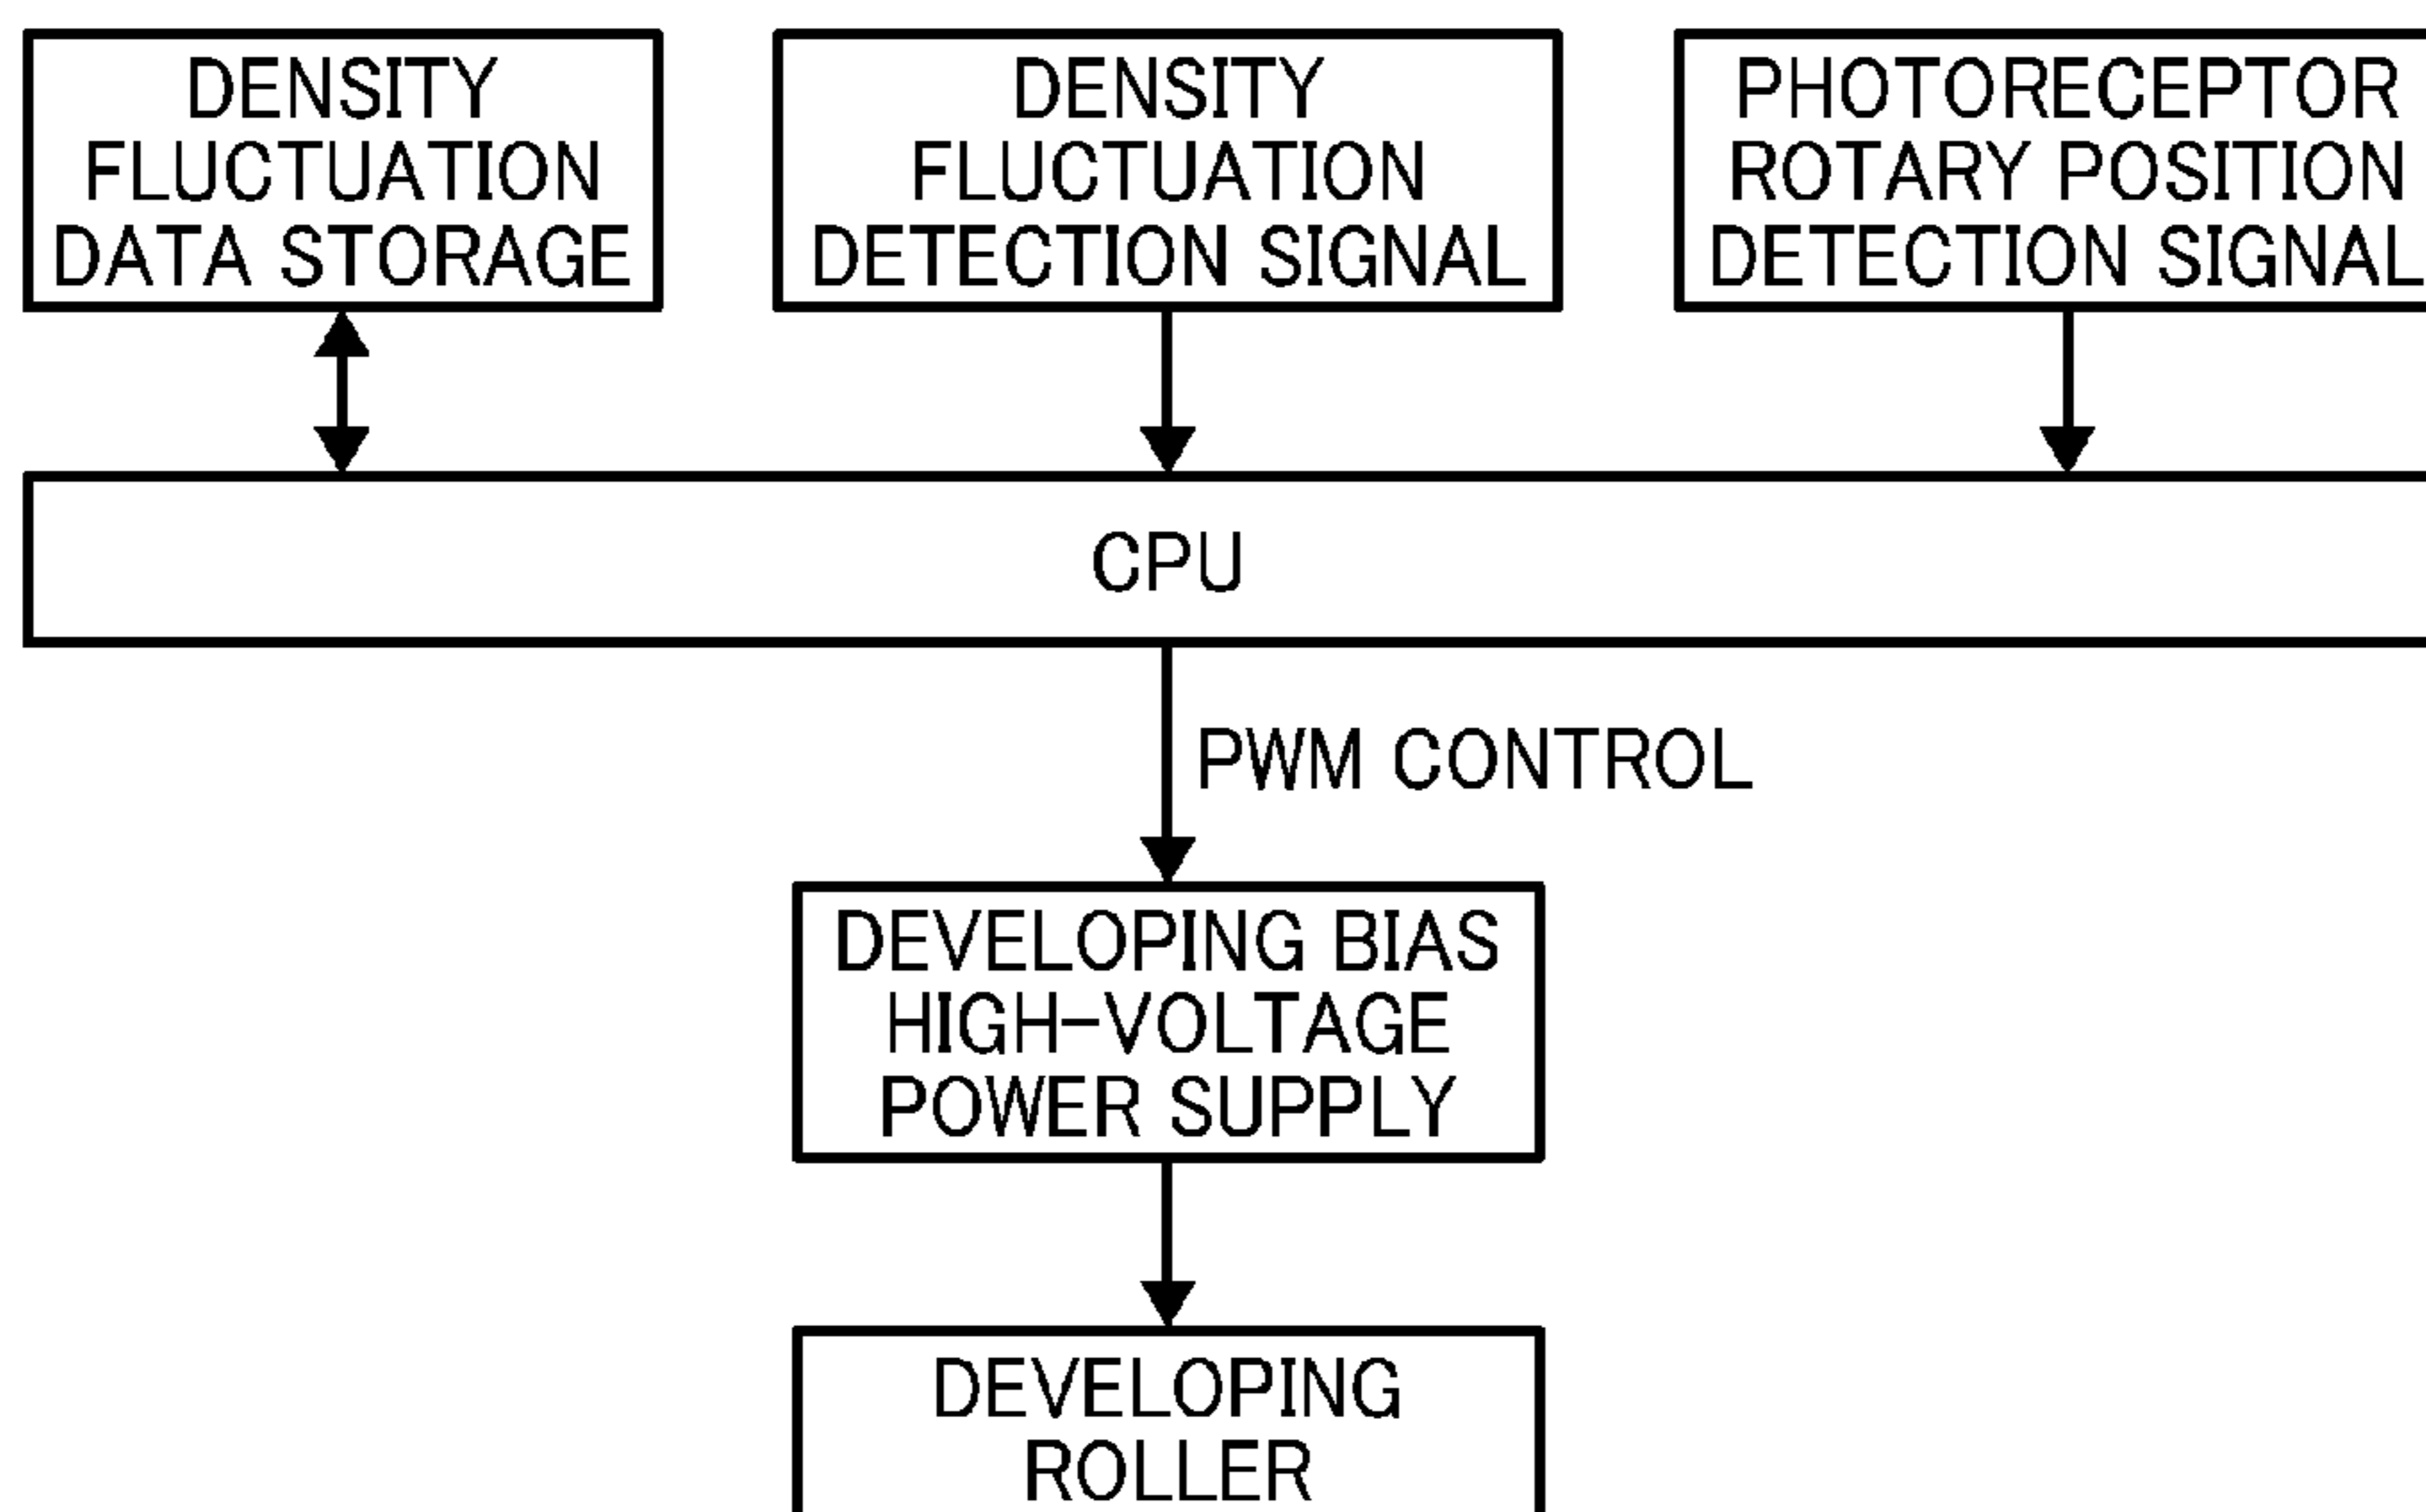 DENSITY
FLUCTUATION
DATA STORAGE
DENSITY
FLUCTUATION
DETECTION SIGNAL
PHOTORECEPTOR
ROTARY POSITION
DETECTION SIGNAL
CPU
PWM CONTROL
DEVELOPING BIAS
HIGH-VOLTAGE
POWER SUPPLY
DEVELOPING
ROLLER